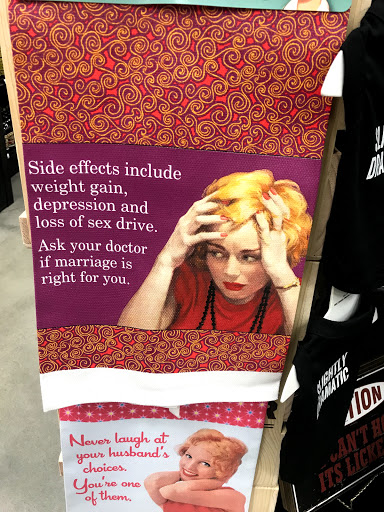 Side effects include
weight gain,
depression and
loss of sex drive.
Ask your doctor
if marriage is
right for you.
Never laugh at
your husband's
choices.
You're one
of them.
SLIGHTLY
DRAMATIC